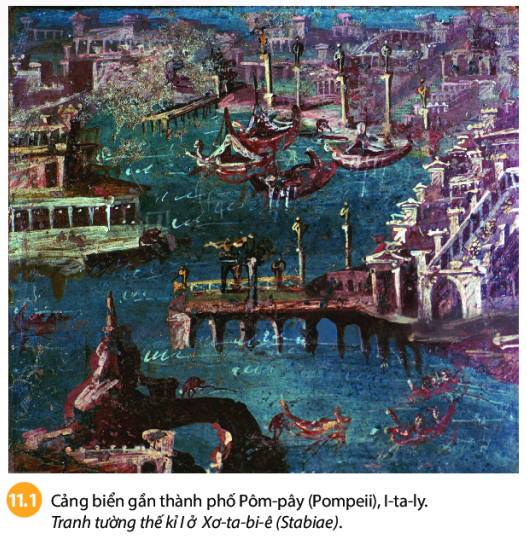 11.1 Cảng biển gần thành phố Pôm-pây (Pompeii), I-ta-ly.
Tranh tường thế kỉ I ở Xơ-ta-bi-ê (Stabiae).